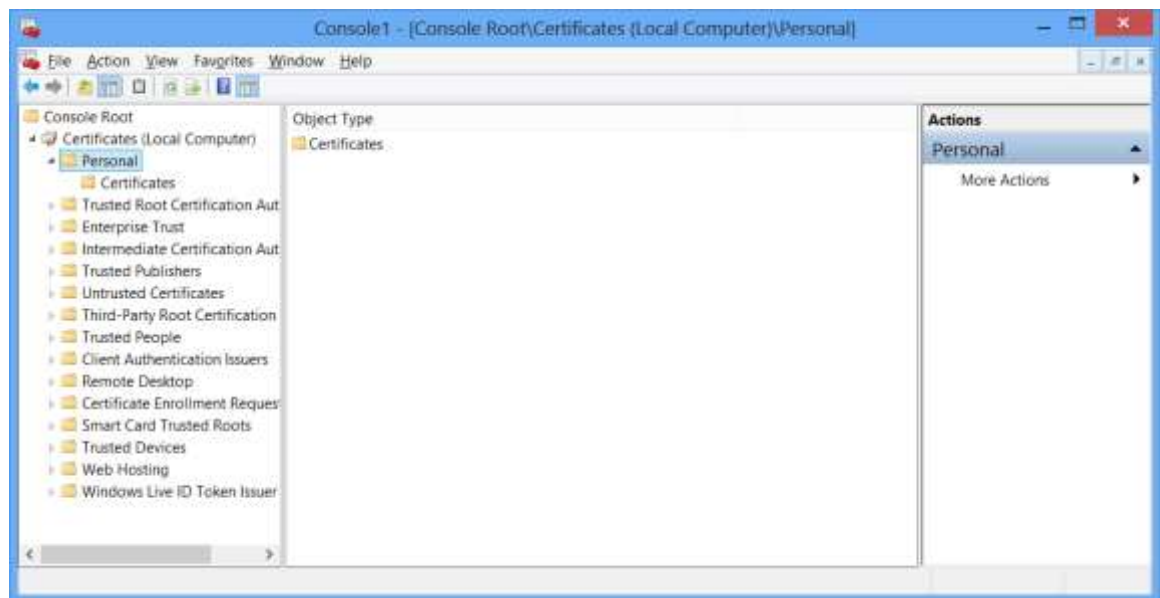 Console1 - [Console Root\Certificates (Local Computer)\Personal]
File Action View Favorites Window Help
Console Root
Certificates (Local Computer)
Personal
Certificates
Trusted Root Certification Aut
Enterprise Trust
Intermediate Certification Aut
Trusted Publishers
Untrusted Certificates
Third-Party Root Certification
Trusted People
Client Authentication Issuers
Remote Desktop
Certificate Enrollment Reques
Smart Card Trusted Roots
Trusted Devices
Web Hosting
Windows Live ID Token Issuer
Object Type
Certificates
Actions
Personal
More Actions